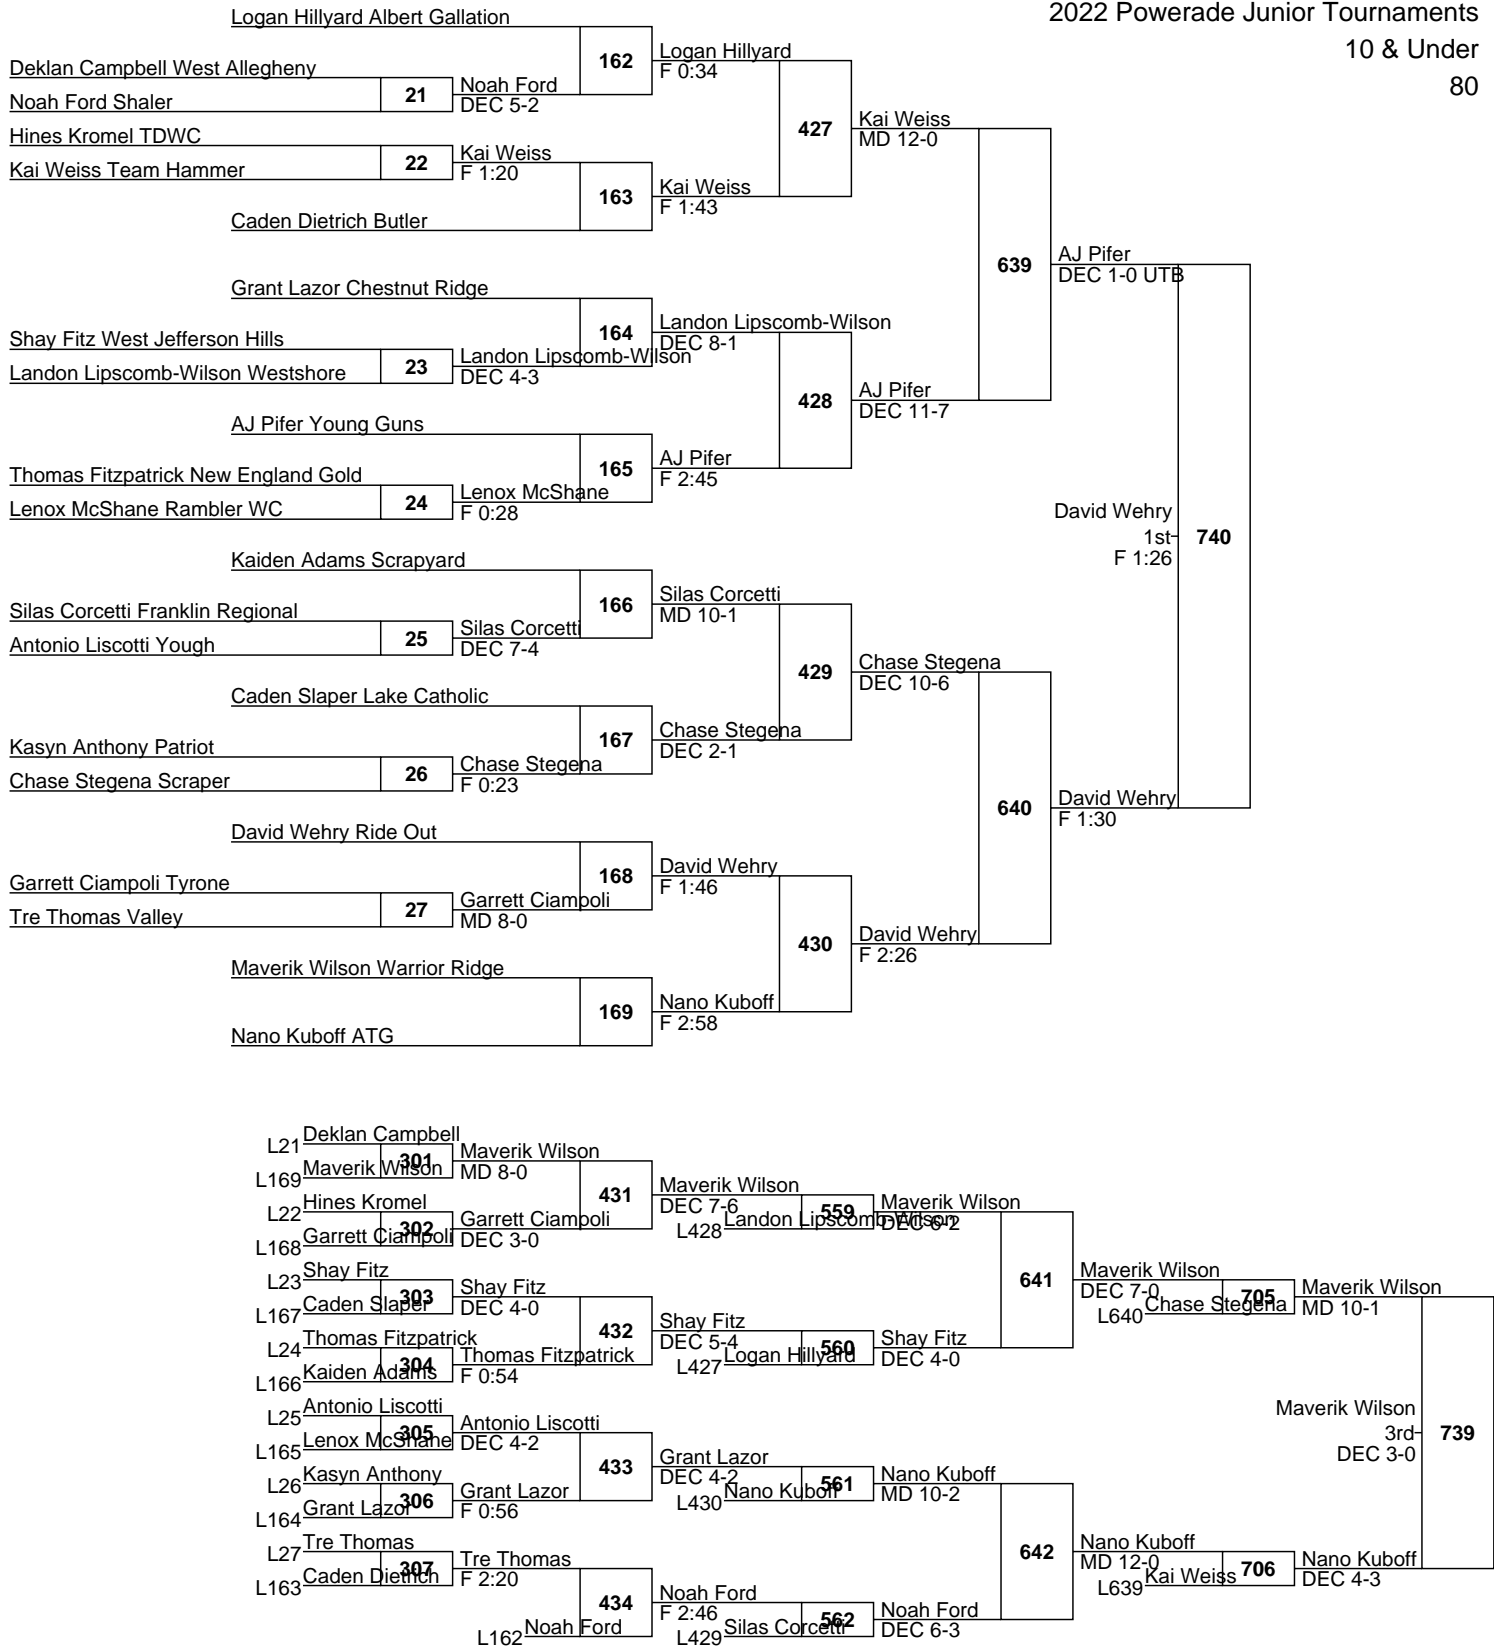 2022 Powerade Junior Tournaments
10 & Under
80
Logan Hillyard Albert Gallation
162
Logan Hillyard
F 0:34
Deklan Campbell West Allegheny
21
Noah Ford
DEC 5-2
Noah Ford Shaler
427
Kai Weiss
MD 12-0
Hines Kromel TDWC
22
Kai Weiss
F 1:20
Kai Weiss Team Hammer
163
Kai Weiss
F 1:43
Caden Dietrich Butler
639
AJ Pifer
DEC 1-0 UTB
Grant Lazor Chestnut Ridge
164
Landon Lipscomb-Wilson
DEC 8-1
Shay Fitz West Jefferson Hills
23
Landon Lipscomb-Wilson
DEC 4-3
Landon Lipscomb-Wilson Westshore
428
AJ Pifer
DEC 11-7
AJ Pifer Young Guns
165
AJ Pifer
F 2:45
Thomas Fitzpatrick New England Gold
24
Lenox McShane
F 0:28
Lenox McShane Rambler WC
David Wehry
1st
F 1:26
740
Kaiden Adams Scrapyard
166
Silas Corcetti
MD 10-1
Silas Corcetti Franklin Regional
25
Silas Corcetti
DEC 7-4
Antonio Liscotti Yough
429
Chase Stegena
DEC 10-6
Caden Slaper Lake Catholic
167
Chase Stegena
DEC 2-1
Kasyn Anthony Patriot
26
Chase Stegena
F 0:23
Chase Stegena Scraper
640
David Wehry
F 1:30
David Wehry Ride Out
168
David Wehry
F 1:46
Garrett Ciampoli Tyrone
27
Garrett Ciampoli
MD 8-0
Tre Thomas Valley
430
David Wehry
F 2:26
Maverik Wilson Warrior Ridge
169
Nano Kuboff
F 2:58
Nano Kuboff ATG
L21 Deklan Campbell
301
Maverik Wilson
MD 8-0
L169 Maverik Wilson
431
Maverik Wilson
DEC 7-6
559
Maverik Wilson
DEC 6-2
L22 Hines Kromel
302
Garrett Ciampoli
DEC 3-0
L428 Landon Lipscomb-Wilson
L168 Garrett Ciampoli
641
Maverik Wilson
DEC 7-0
705
Maverik Wilson
MD 10-1
L23 Shay Fitz
303
Shay Fitz
DEC 4-0
L640 Chase Stegena
L167 Caden Slaper
432
Shay Fitz
DEC 5-4
560
Shay Fitz
DEC 4-0
L24 Thomas Fitzpatrick
304
Thomas Fitzpatrick
F 0:54
L427 Logan Hillyard
L166 Kaiden Adams
Maverik Wilson
3rd
DEC 3-0
739
L25 Antonio Liscotti
305
Antonio Liscotti
DEC 4-2
L165 Lenox McShane
433
Grant Lazor
DEC 4-2
561
Nano Kuboff
MD 10-2
L26 Kasyn Anthony
306
Grant Lazor
F 0:56
L430 Nano Kuboff
L164 Grant Lazor
642
Nano Kuboff
MD 12-0
706
Nano Kuboff
DEC 4-3
L27 Tre Thomas
307
Tre Thomas
F 2:20
L639 Kai Weiss
L163 Caden Dietrich
434
Noah Ford
F 2:46
562
Noah Ford
DEC 6-3
L162 Noah Ford
L429 Silas Corcetti